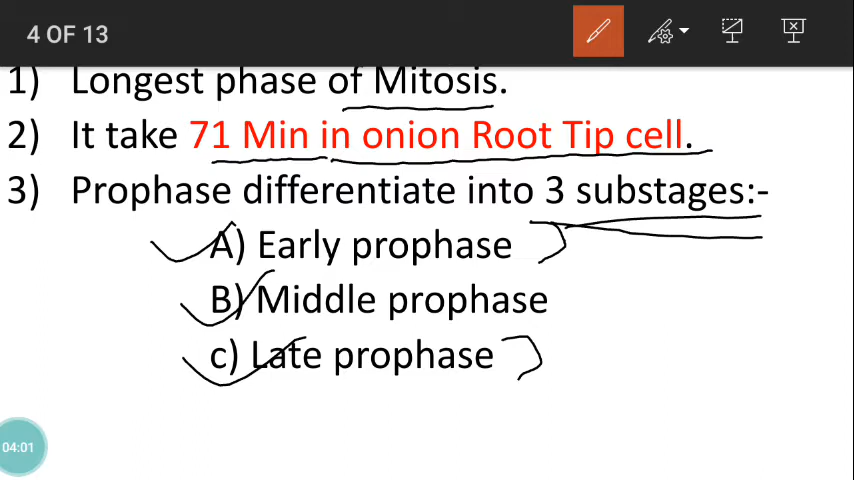 4 OF 13
1) Longest phase of Mitosis.
2) It take 71 Min in onion Root Tip cell.
3) Prophase differentiate into 3 substages:-
A) Early prophase
B) Middle prophase
c) Late prophase
04:01